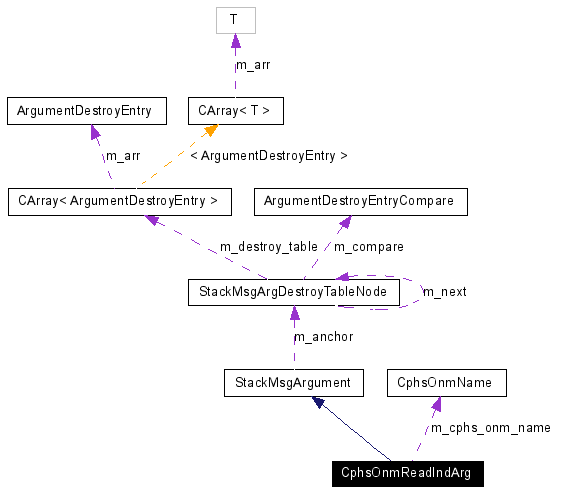 T
m_arr
ArgumentDestroyEntry
CArray< T >
m_arr
< ArgumentDestroyEntry >
CArray< ArgumentDestroyEntry >
ArgumentDestroyEntryCompare
m_destroy_table
m_compare
StackMsgArgDestroyTableNode
m_next
m_anchor
StackMsgArgument
CphsOnmName
m_cphs_onm_name
CphsOnmReadIndArg